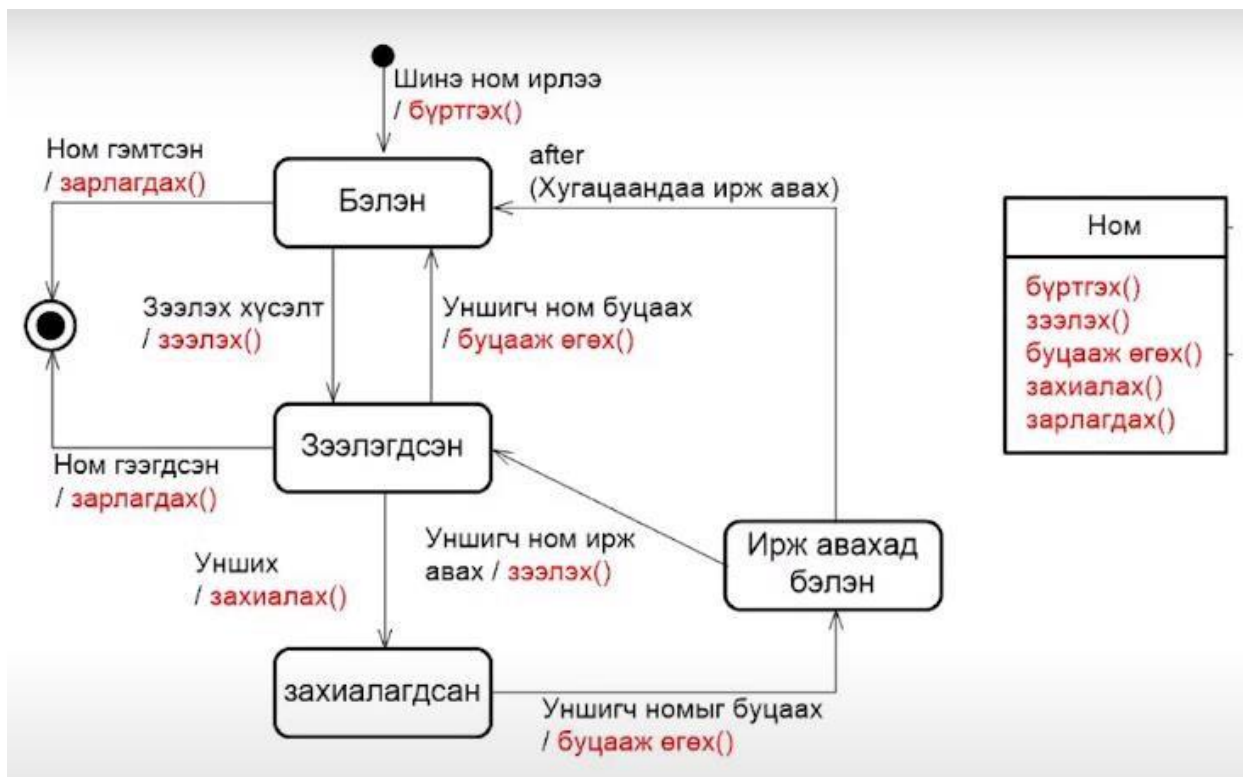 Шинэ ном ирлээ
/ бүртгэх()
Ном гэмтсэн
/ зарлагдах()
Бэлэн
after
(Хугацаандаа ирж авах)
Зээлэх хүсэлт
/ зээлэх()
Уншигч ном буцаах
/ буцааж өгөх()
Зээлэгдсэн
Ном гээгдсэн
/ зарлагдах()
Унших
/ захиалах()
Уншигч ном ирж
авах / зээлэх()
Ирж авахад
бэлэн
захиалагдсан
Уншигч номыг буцаах
/ буцааж өгөх()
Ном
бүртгэх()
зээлэх()
буцааж өгөх()
захиалах()
зарлагдах()